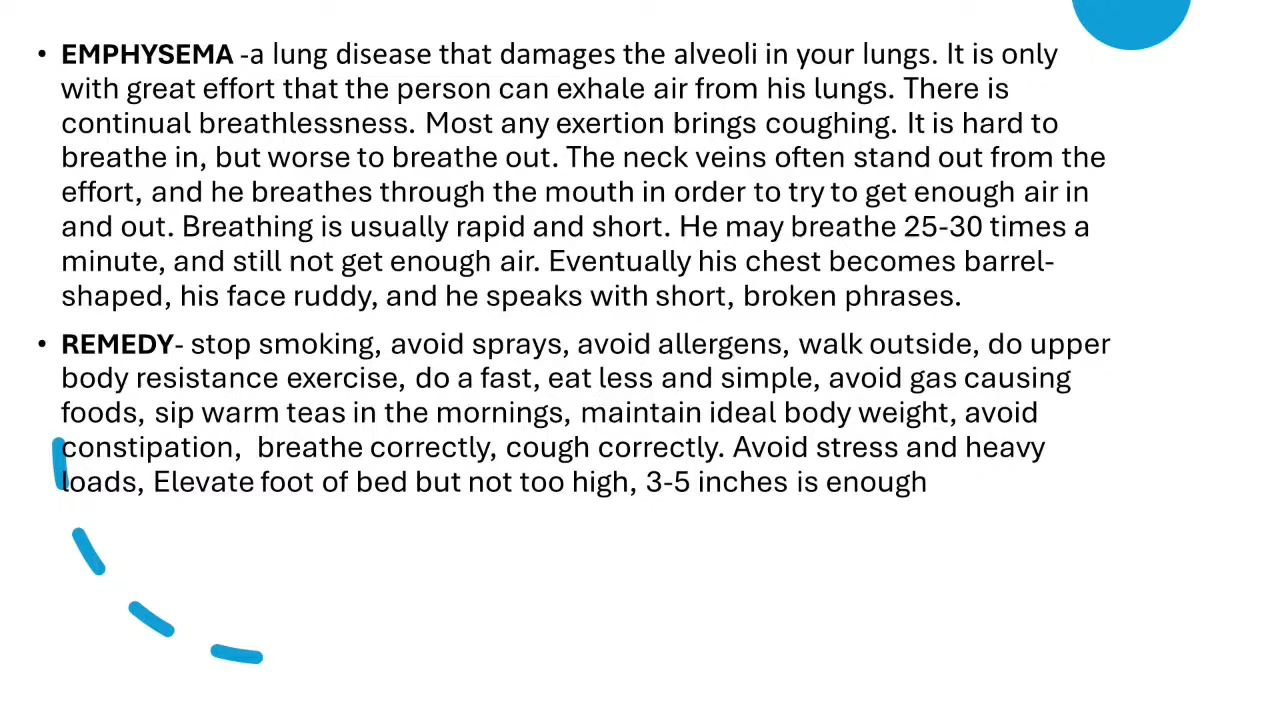 • EMPHYSEMA -a lung disease that damages the alveoli in your lungs. It is only
with great effort that the person can exhale air from his lungs. There is
continual breathlessness. Most any exertion brings coughing. It is hard to
breathe in, but worse to breathe out. The neck veins often stand out from the
effort, and he breathes through the mouth in order to try to get enough air in
and out. Breathing is usually rapid and short. He may breathe 25-30 times a
minute, and still not get enough air. Eventually his chest becomes barrel-
shaped, his face ruddy, and he speaks with short, broken phrases.
• REMEDY- stop smoking, avoid sprays, avoid allergens, walk outside, do upper
body resistance exercise, do a fast, eat less and simple, avoid gas causing
foods, sip warm teas in the mornings, maintain ideal body weight, avoid
constipation,  breathe correctly, cough correctly. Avoid stress and heavy
loads, Elevate foot of bed but not too high, 3-5 inches is enough